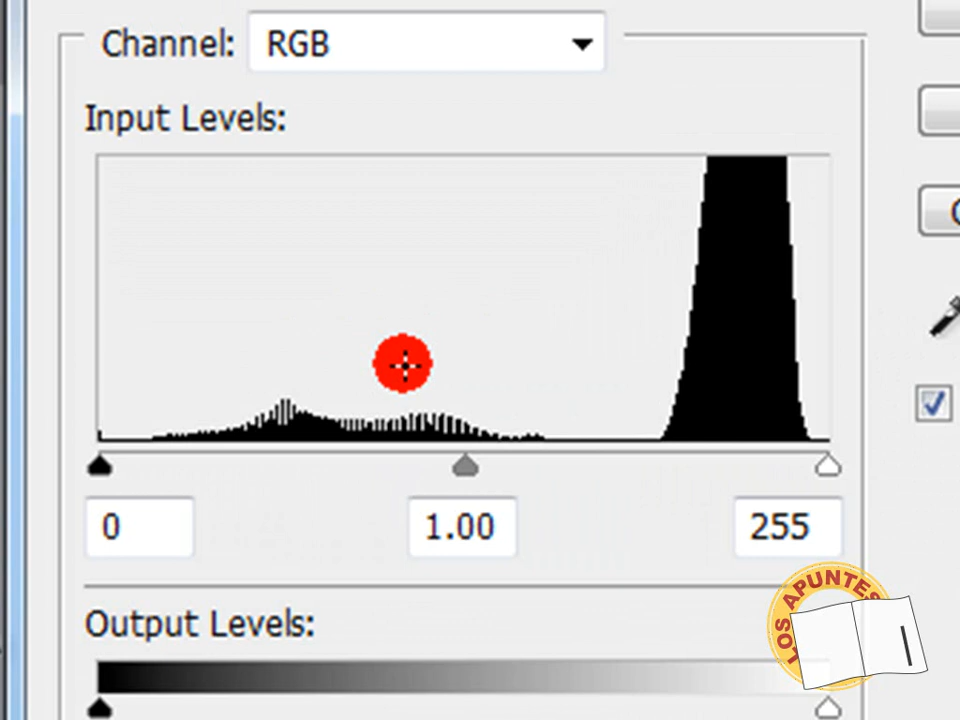 Channel: RGB
Input Levels:
0 1.00 255
Output Levels:
LOS APUNTES